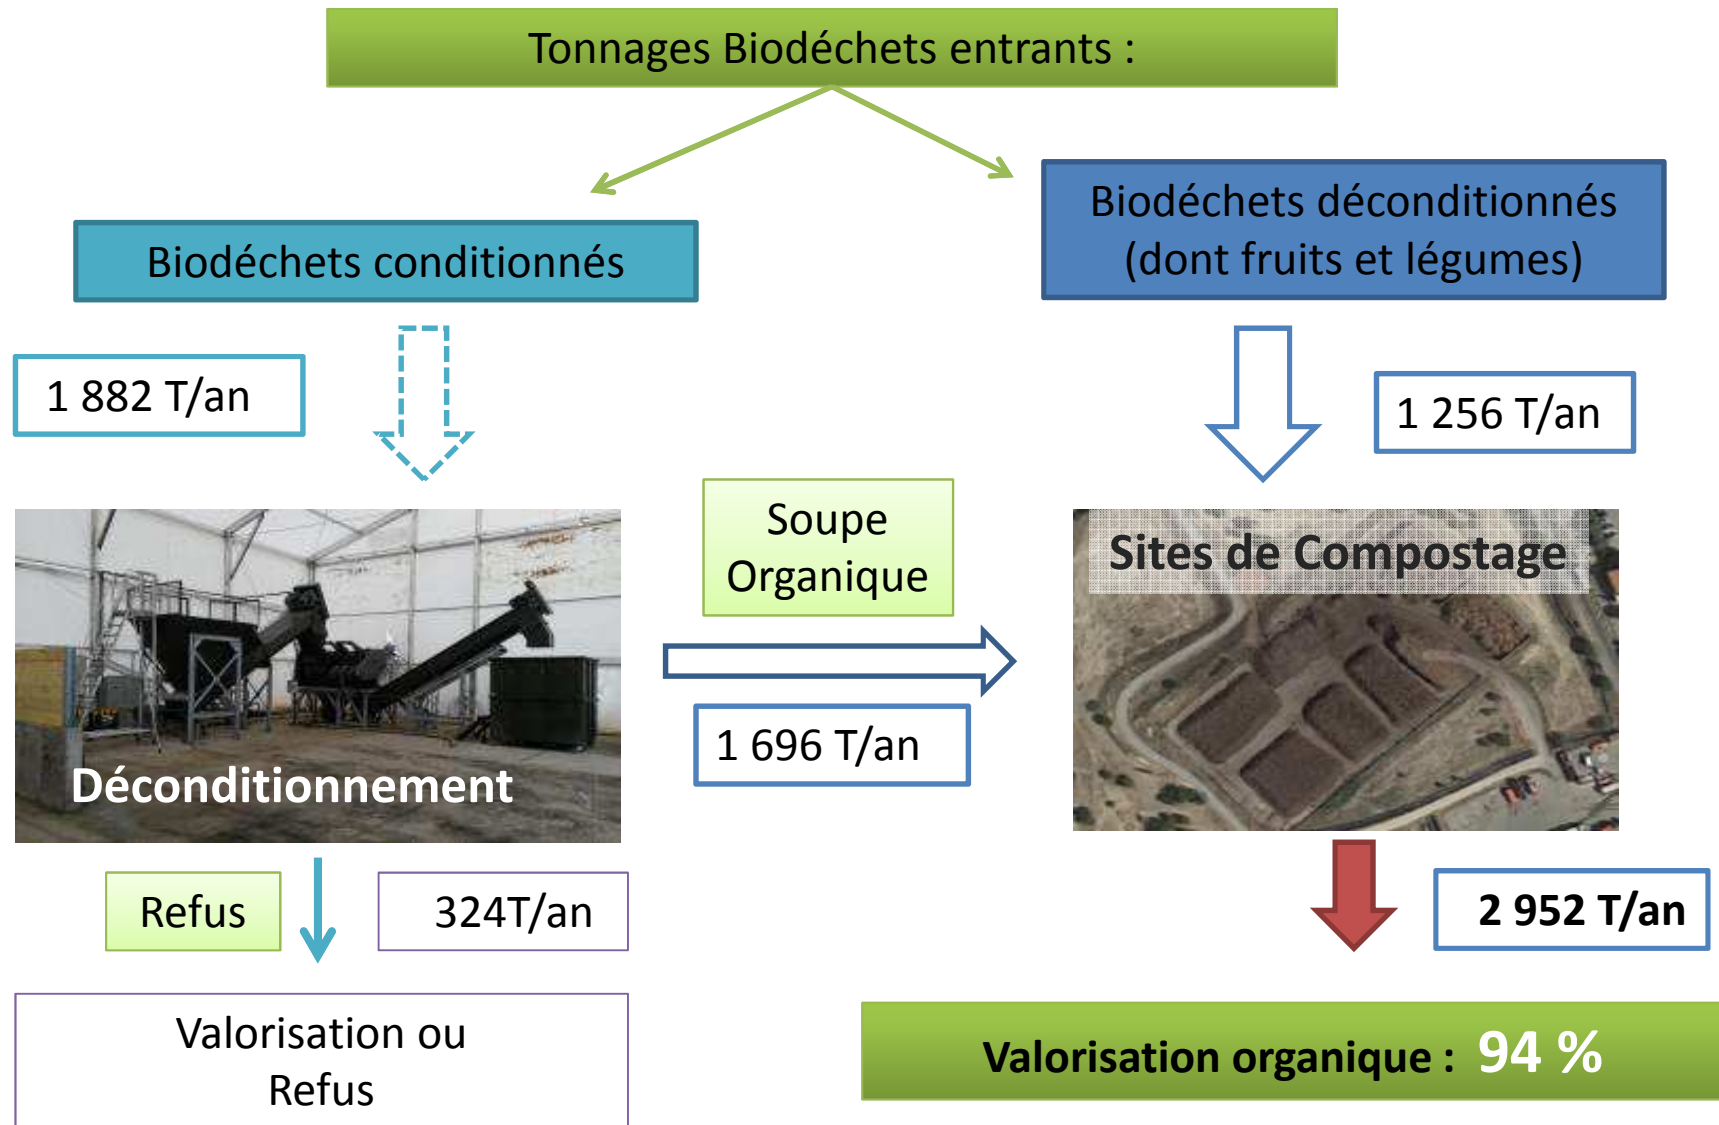 Tonnages Biodéchets entrants :
Biodéchets conditionnés
Biodéchets déconditionnés
(dont fruits et légumes)
1 882 T/an
1 256 T/an
Soupe
Organique
Sites de Compostage
1 696 T/an
Déconditionnement
Refus
324T/an
2 952 T/an
Valorisation ou
Refus
Valorisation organique : 94 %